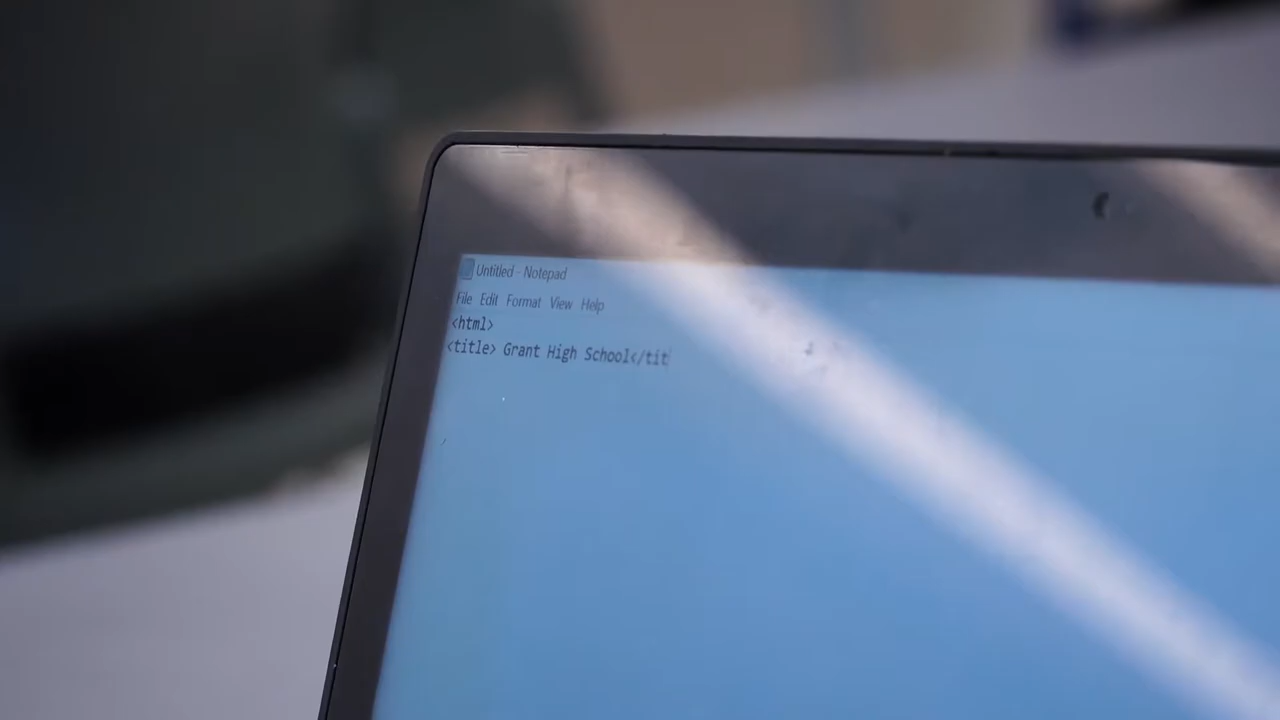 Untitled - Notepad
File Edit Format View Help
<html>
<title> Grant High School</tit